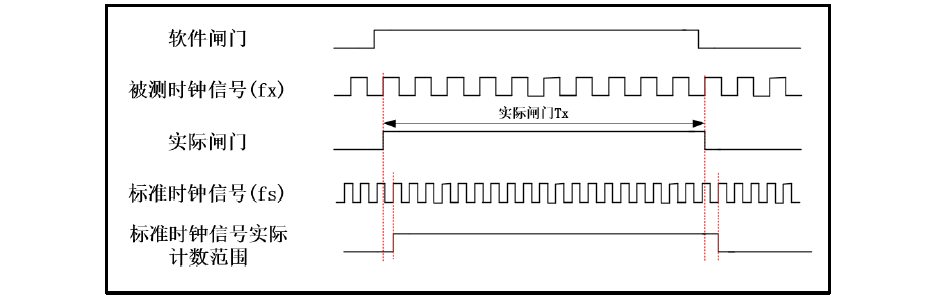 软件闸门
被测时钟信号(fx)
实际闸门Tx
实际闸门
标准时钟信号(fs)
标准时钟信号实际
计数范围